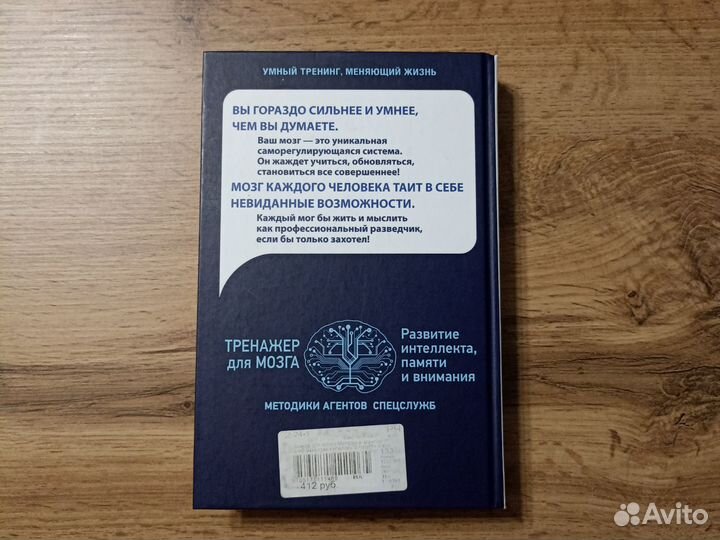 УМНЫЙ ТРЕНИНГ, МЕНЯЮЩИЙ ЖИЗНЬ
ВЫ ГОРАЗДО СИЛЬНЕЕ И УМНЕЕ,
ЧЕМ ВЫ ДУМАЕТЕ.
Ваш мозг — это уникальная
саморегулирующаяся система.
Он жаждет учиться, обновляться,
становиться все совершеннее!
МОЗГ КАЖДОГО ЧЕЛОВЕКА ТАИТ В СЕБЕ
НЕВИДАННЫЕ ВОЗМОЖНОСТИ.
Каждый мог бы жить и мыслить
как профессиональный разведчик,
если бы только захотел!
ТРЕНАЖЕР
для МОЗГА
Развитие
интеллекта,
памяти
и внимания
МЕТОДИКИ АГЕНТОВ СПЕЦСЛУЖБ
412 руб
Avito